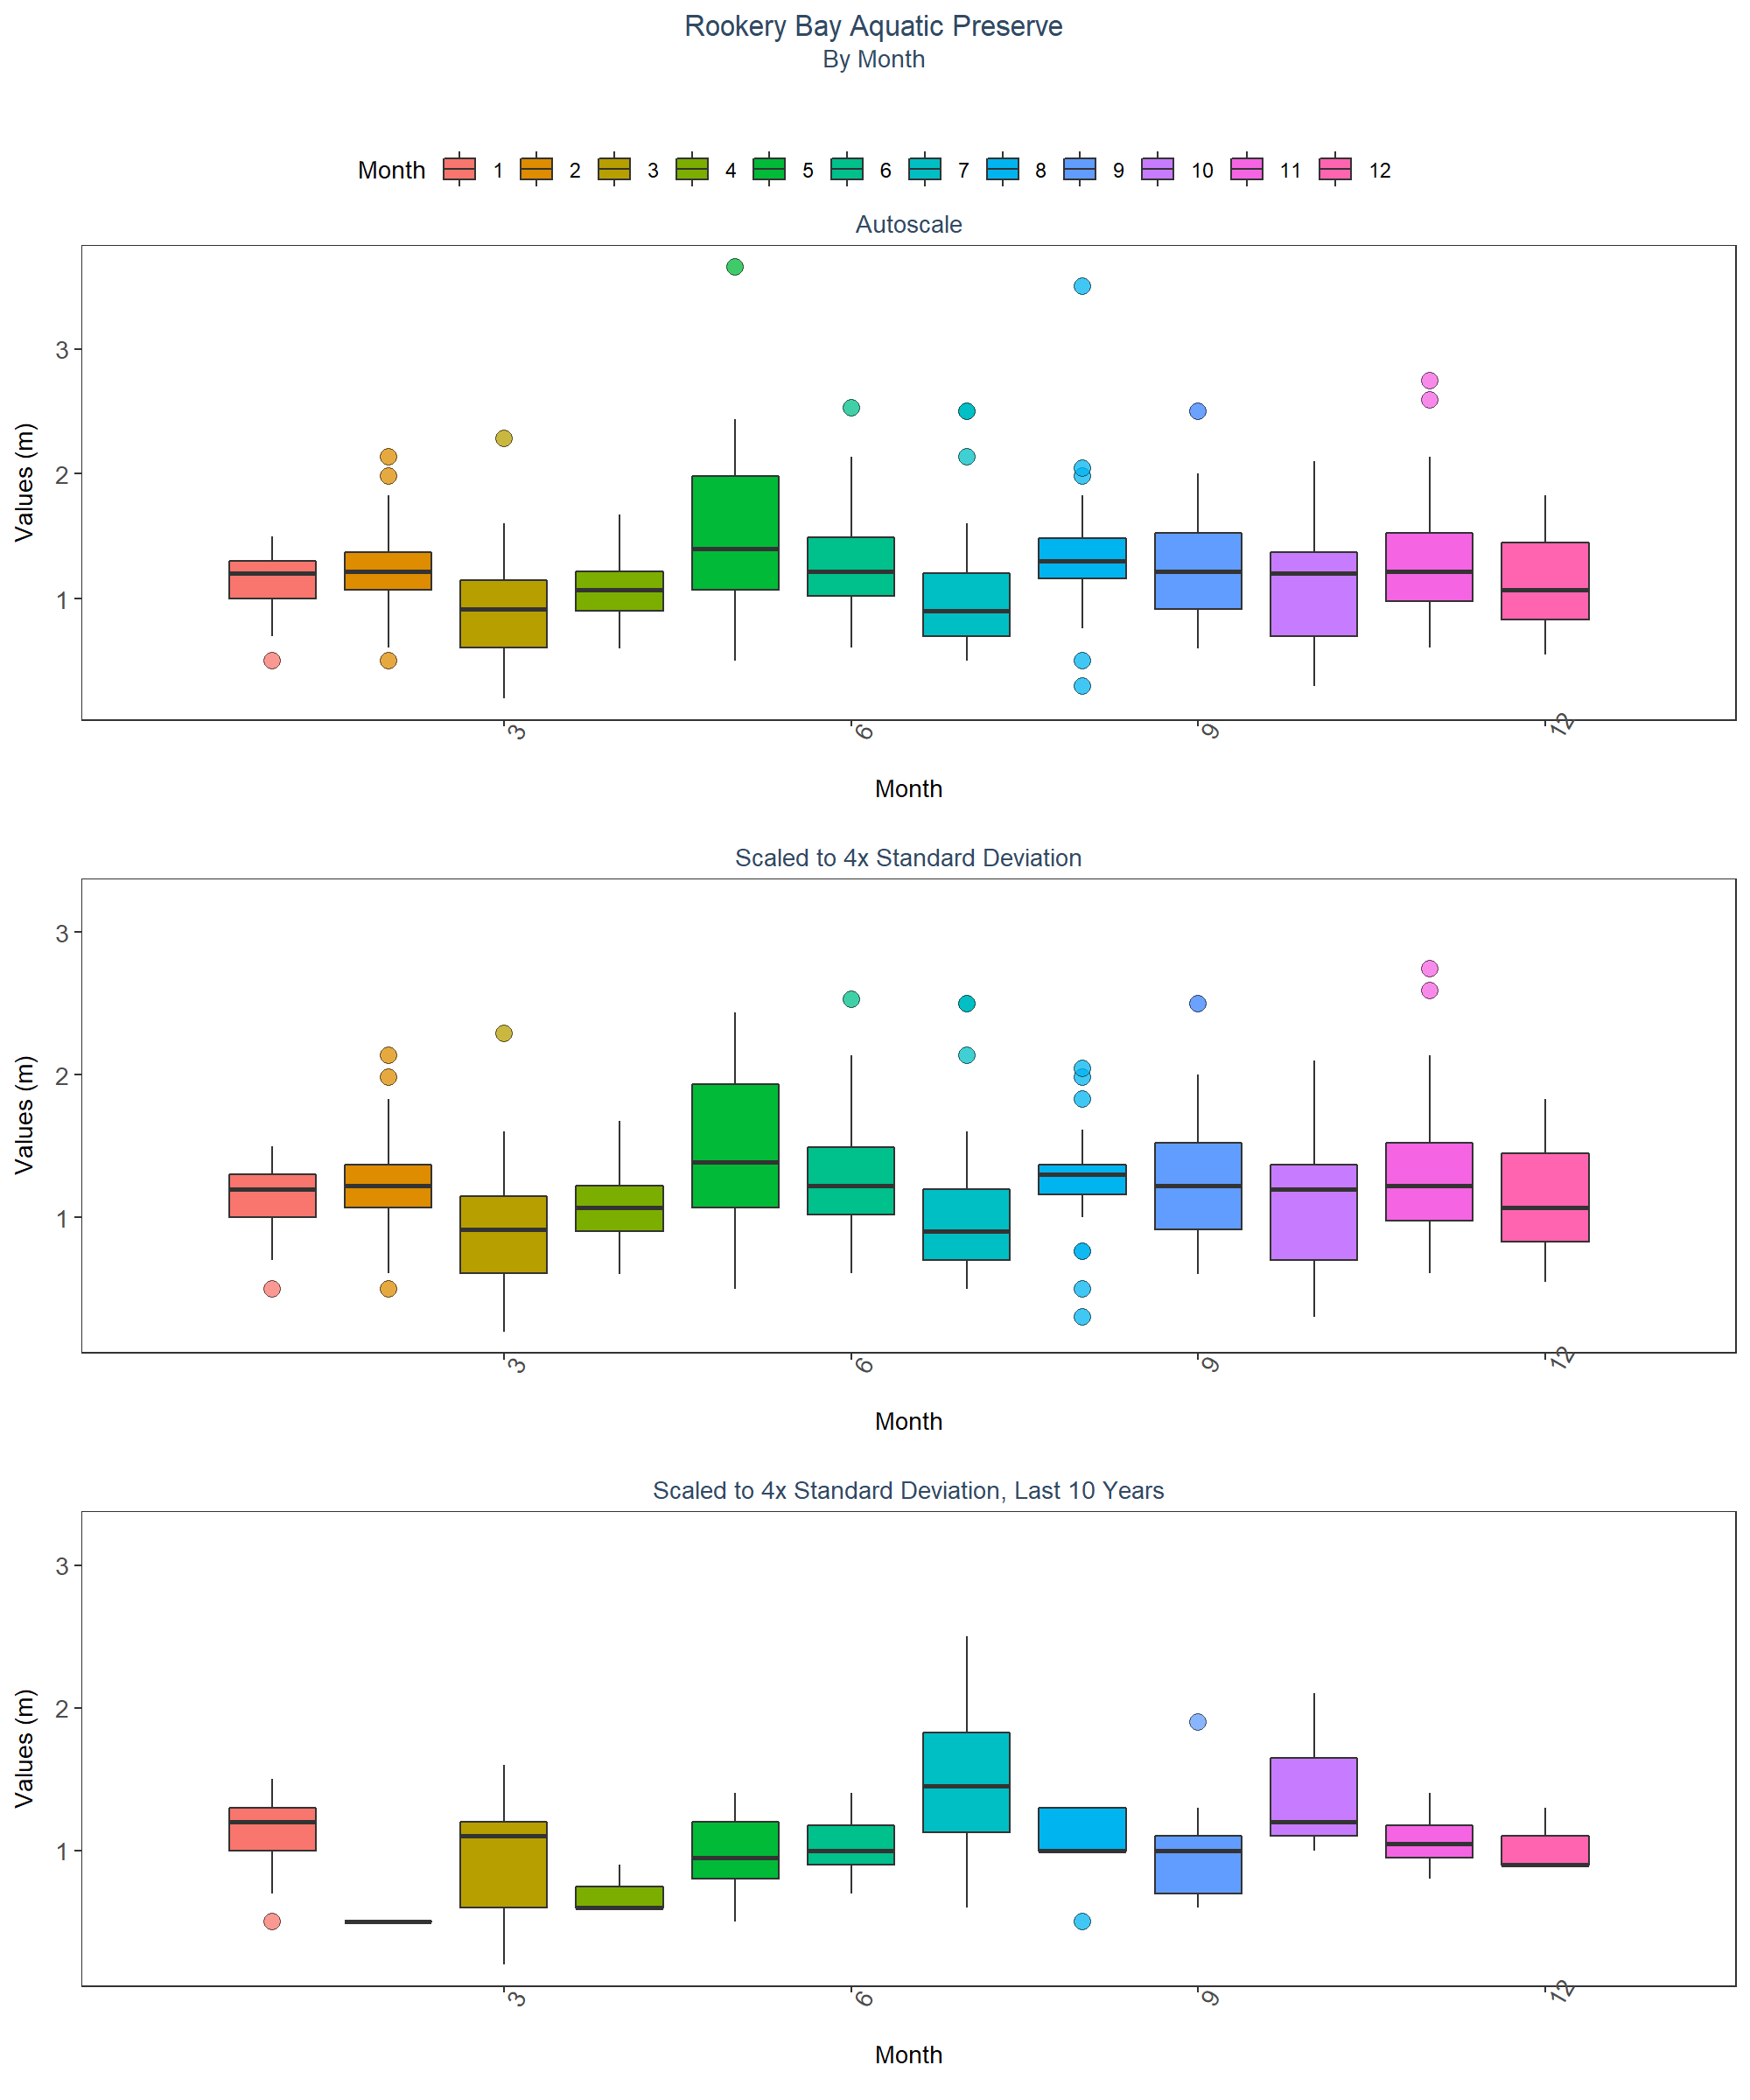 Rookery Bay Aquatic Preserve
By Month
Month 1 2 3 4 5 6 7 8 9 10 11 12
Autoscale
Values (m)
3
2
1
3 6 9 12
Month
Scaled to 4x Standard Deviation
Values (m)
3
2
1
3 6 9 12
Month
Scaled to 4x Standard Deviation, Last 10 Years
Values (m)
3
2
1
3 6 9 12
Month